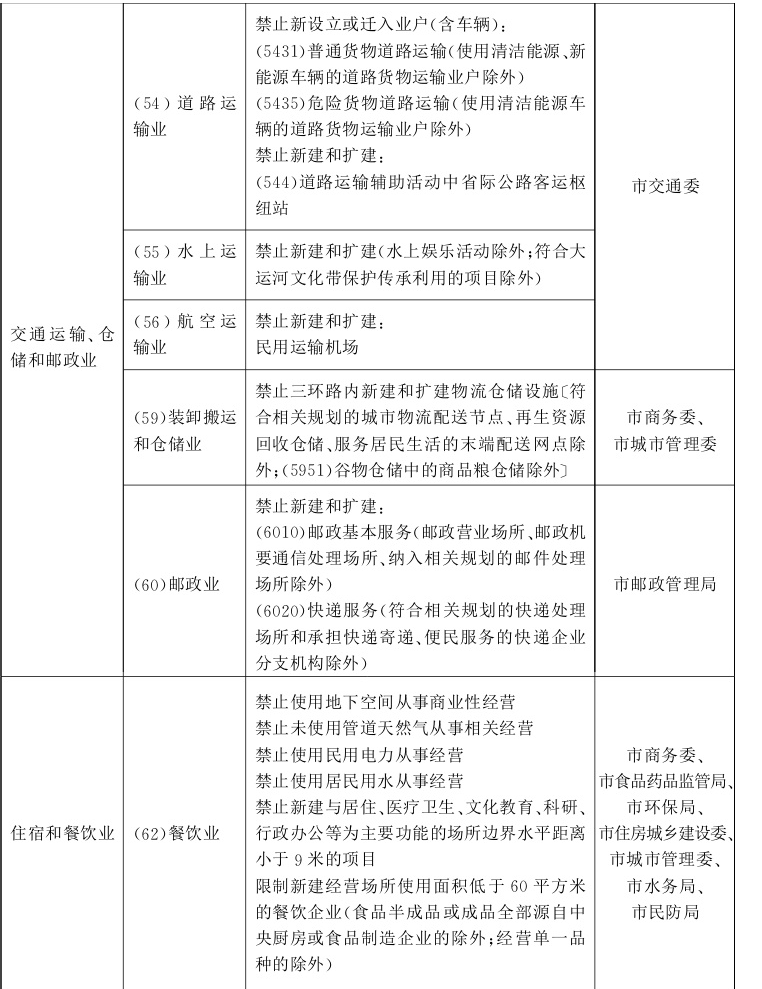 交通运输、仓
储和邮政业
(54)道路运
输业
禁止新设立或迁入业户(含车辆):
(5431)普通货物道路运输(使用清洁能源、新
能源车辆的道路货物运输业户除外)
(5435)危险货物道路运输(使用清洁能源车
辆的道路货物运输业户除外)
禁止新建和扩建:
(544)道路运输辅助活动中省际公路客运枢
纽站
市交通委
(55)水上运
输业
禁止新建和扩建(水上娱乐活动除外;符合大
运河文化带保护传承利用的项目除外)
(56)航空运
输业
禁止新建和扩建:
民用运输机场
(59)装卸搬运
和仓储业
禁止三环路内新建和扩建物流仓储设施〔符
合相关规划的城市物流配送节点、再生资源
回收仓储、服务居民生活的末端配送网点除
外;(5951)谷物仓储中的商品粮仓储除外〕
市商务委、
市城市管理委
(60)邮政业
禁止新建和扩建:
(6010)邮政基本服务(邮政营业场所、邮政机
要通信处理场所、纳入相关规划的邮件处理
场所除外)
(6020)快递服务(符合相关规划的快递处理
场所和承担快递寄递、便民服务的快递企业
分支机构除外)
市邮政管理局
住宿和餐饮业
(62)餐饮业
禁止使用地下空间从事商业性经营
禁止未使用管道天然气从事相关经营
禁止使用民用电力从事经营
禁止使用居民用水从事经营
禁止新建与居住、医疗卫生、文化教育、科研、
行政办公等为主要功能的场所边界水平距离
小于9米的项目
限制新建经营场所使用面积低于60平方米
的餐饮企业(食品半成品或成品全部源自中
央厨房或食品制造企业的除外;经营单一品
种的除外)
市商务委、
市食品药品监管局、
市环保局、
市住房城乡建设委、
市城市管理委、
市水务局、
市民防局